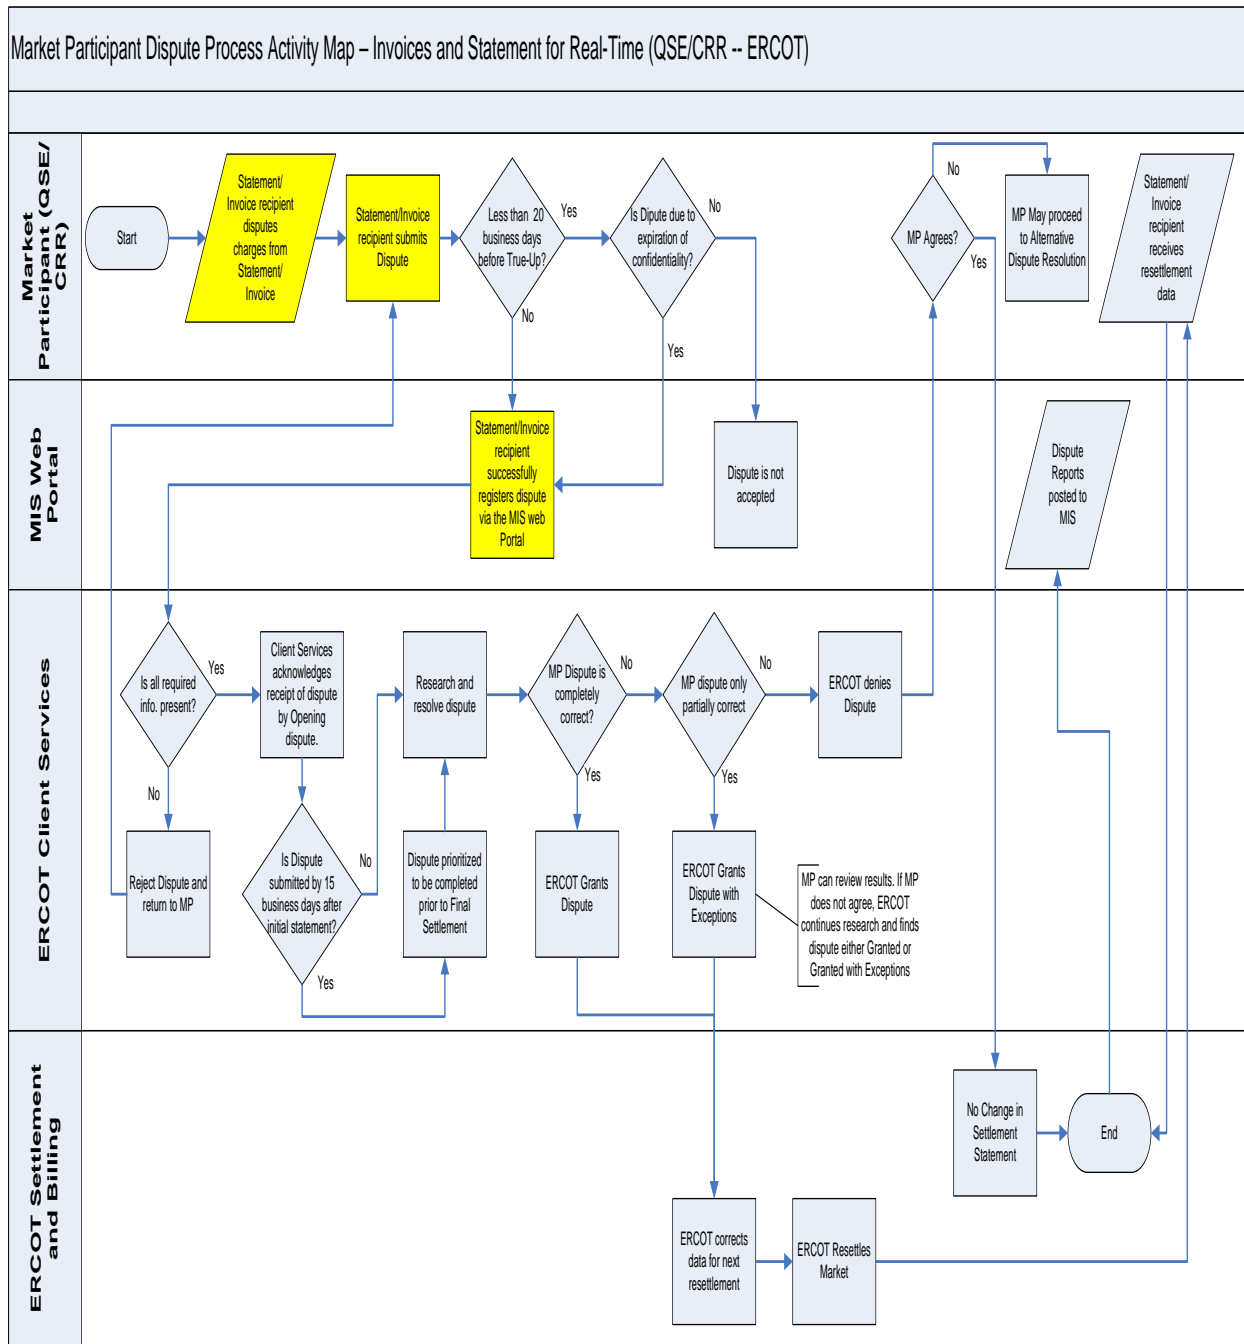 Market Participant Dispute Process Activity Map – Invoices and Statement for Real-Time (QSE/CRR -- ERCOT)
Market
Participant (QSE/
CRR)
Start
Statement/
Invoice recipient
disputes
charges from
Statement/
Invoice
Statement/Invoice
recipient submits
Dispute
Less than 20
business days
before True-Up?
Yes
No
Is Dipute due to
expiration of
confidentiality?
No
Yes
MP Agrees?
No
Yes
MP May proceed
to Alternative
Dispute Resolution
Statement/
Invoice
recipient
receives
resettlement
data
MIS Web
Portal
Statement/Invoice
recipient
successfully
registers dispute
via the MIS web
Portal
Dispute is not
accepted
Dispute
Reports
posted to
MIS
ERCOT Client Services
Is all required
info. present?
Yes
No
Client Services
acknowledges
receipt of dispute
by Opening
dispute.
Research and
resolve dispute
MP Dispute is
completely
correct?
No
Yes
MP dispute only
partially correct
No
Yes
ERCOT denies
Dispute
Reject Dispute and
return to MP
Is Dispute
submitted by 15
business days after
initial statement?
No
Yes
Dispute prioritized
to be completed
prior to Final
Settlement
ERCOT Grants
Dispute
ERCOT Grants
Dispute with
Exceptions
MP can review results. If MP
does not agree, ERCOT
continues research and finds
dispute either Granted or
Granted with Exceptions
ERCOT Settlement
and Billing
No Change in
Settlement
Statement
End
ERCOT corrects
data for next
resettlement
ERCOT Resettles
Market